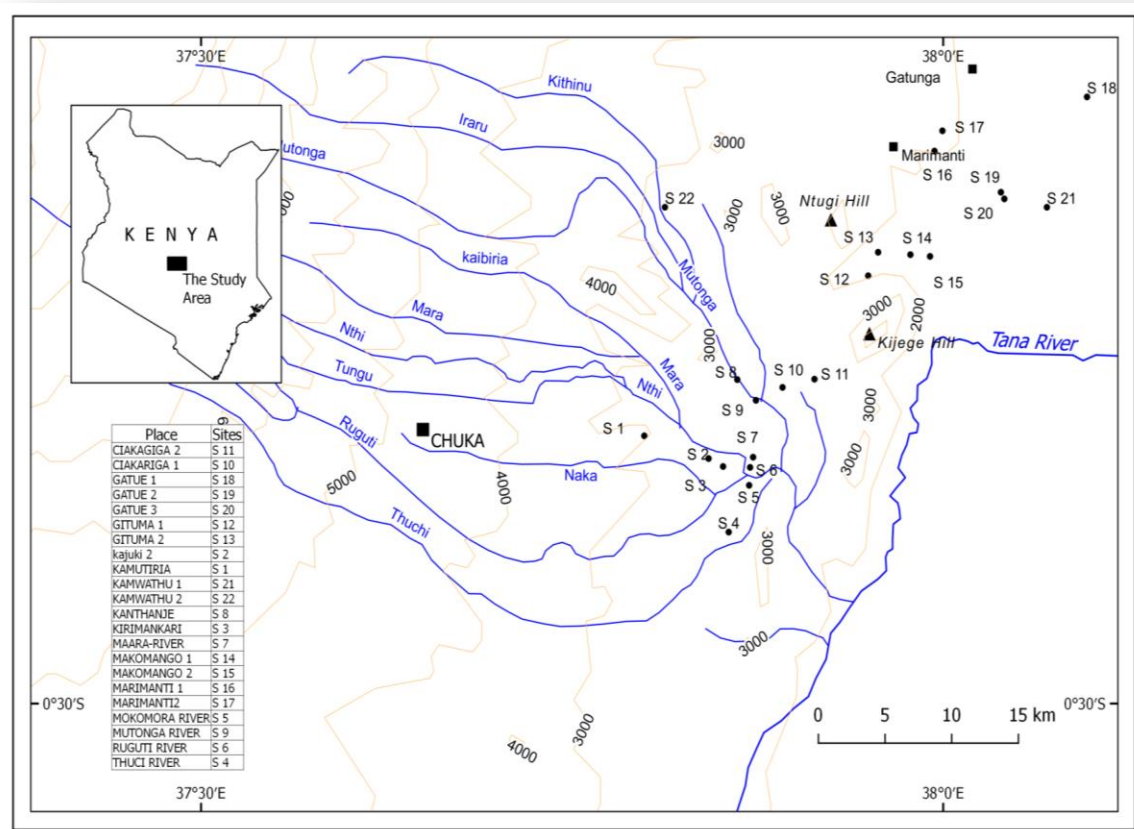 37°30'E
38°0'E
Gatunga
S 18
Kithinu
S 17
Iraru
Marimanti
S 16
utonga
S 19
S 22
S 20
S 21
3000
3000
3000
Ntugi Hill
KENYA
The Study
Area
kaibiria
Mutonga
S 13
S 14
S 12
S 15
4000
3000
2000
Mara
3000
Kijege Hill
Tana River
Nthi
Tungu
Mara
Nthi
S 8
S 10
S 11
S 9
3000
Ruguti
CHUKA
S 1
S 7
3000
S 2
S 6
Naka
S 3
S 5
5000
4000
Thuchi
S 4
3000
3000
3000
4000
Place Sites
CIAKAGIGA 2 S 11
CIAKARIGA 1 S 10
GATUE 1 S 18
GATUE 2 S 19
GATUE 3 S 20
GITUMA 1 S 12
GITUMA 2 S 13
kajuki 2 S 2
KAMUTIRIA S 1
KAMWATHU 1 S 21
KAMWATHU 2 S 22
KANTHANJE S 8
KIRIMANKARI S 3
MAARA-RIVER S 7
MAKOMANGO 1 S 14
MAKOMANGO 2 S 15
MARIMANTI 1 S 16
MARIMANTI2 S 17
MOKOMORA RIVER S 5
MUTONGA RIVER S 9
RUGUTI RIVER S 6
THUCI RIVER S 4
0°30'S
0°30'S
0 5 10 15 km
37°30'E
38°0'E